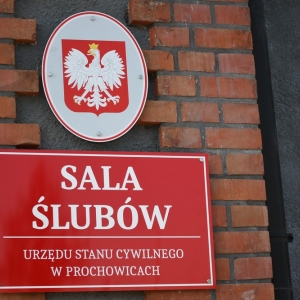 SALA
ŚLUBÓW
URZĘDU STANU CYWILNEGO
W PROCHOWICACH